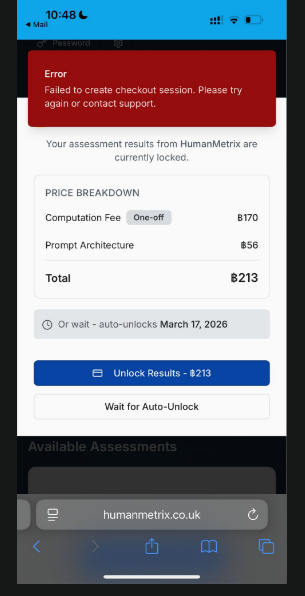 10:48
◀ Mail
Password
Error
Failed to create checkout session. Please try
again or contact support.
Your assessment results from HumanMetrix are
currently locked.
PRICE BREAKDOWN
Computation Fee One-off ฿170
Prompt Architecture ฿56
Total ฿213
Or wait - auto-unlocks March 17, 2026
Unlock Results - ฿213
Wait for Auto-Unlock
Available Assessments
humanmetrix.co.uk